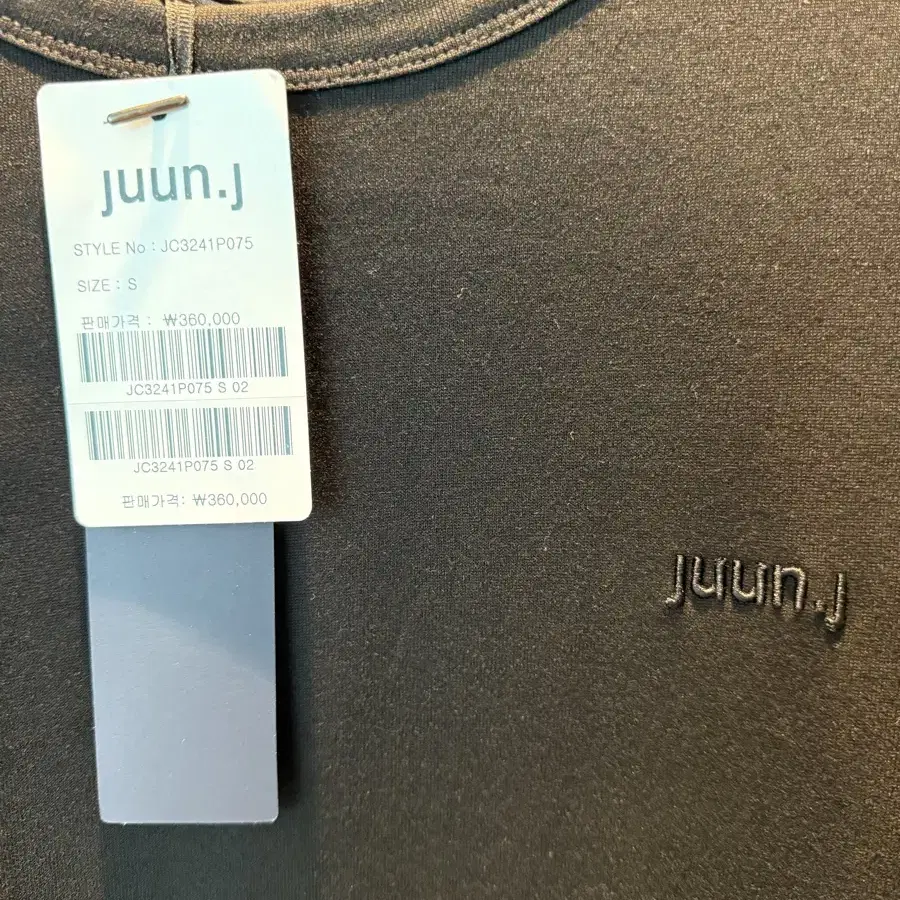 juun.j
STYLE No : JC3241P075
SIZE : S
판매가격 : ₩360,000
JC3241P075 S 02
JC3241P075 S 02
판매가격: ₩360,000
juun.j